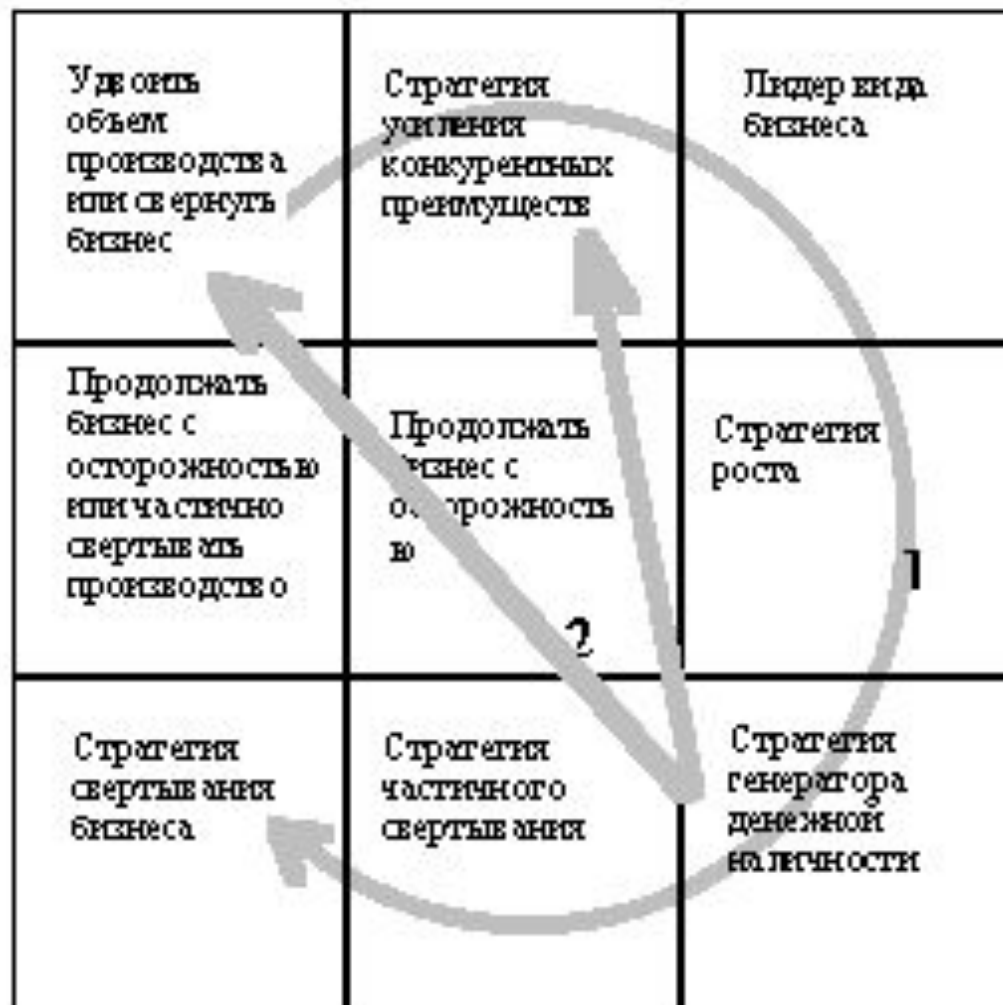 Удвоить
объем
производства
или свернуть
бизнес
Стратегия
усиления
конкурентных
преимуществ
Лидер вида
бизнеса
Продолжать
бизнес с
осторожностью
или частично
свертывать
производство
Продолжать
бизнес с
осторожность
ю
Стратегия
роста
1
2
Стратегия
свертывания
бизнеса
Стратегия
частичного
свертывания
Стратегия
генератора
денежной
наличности